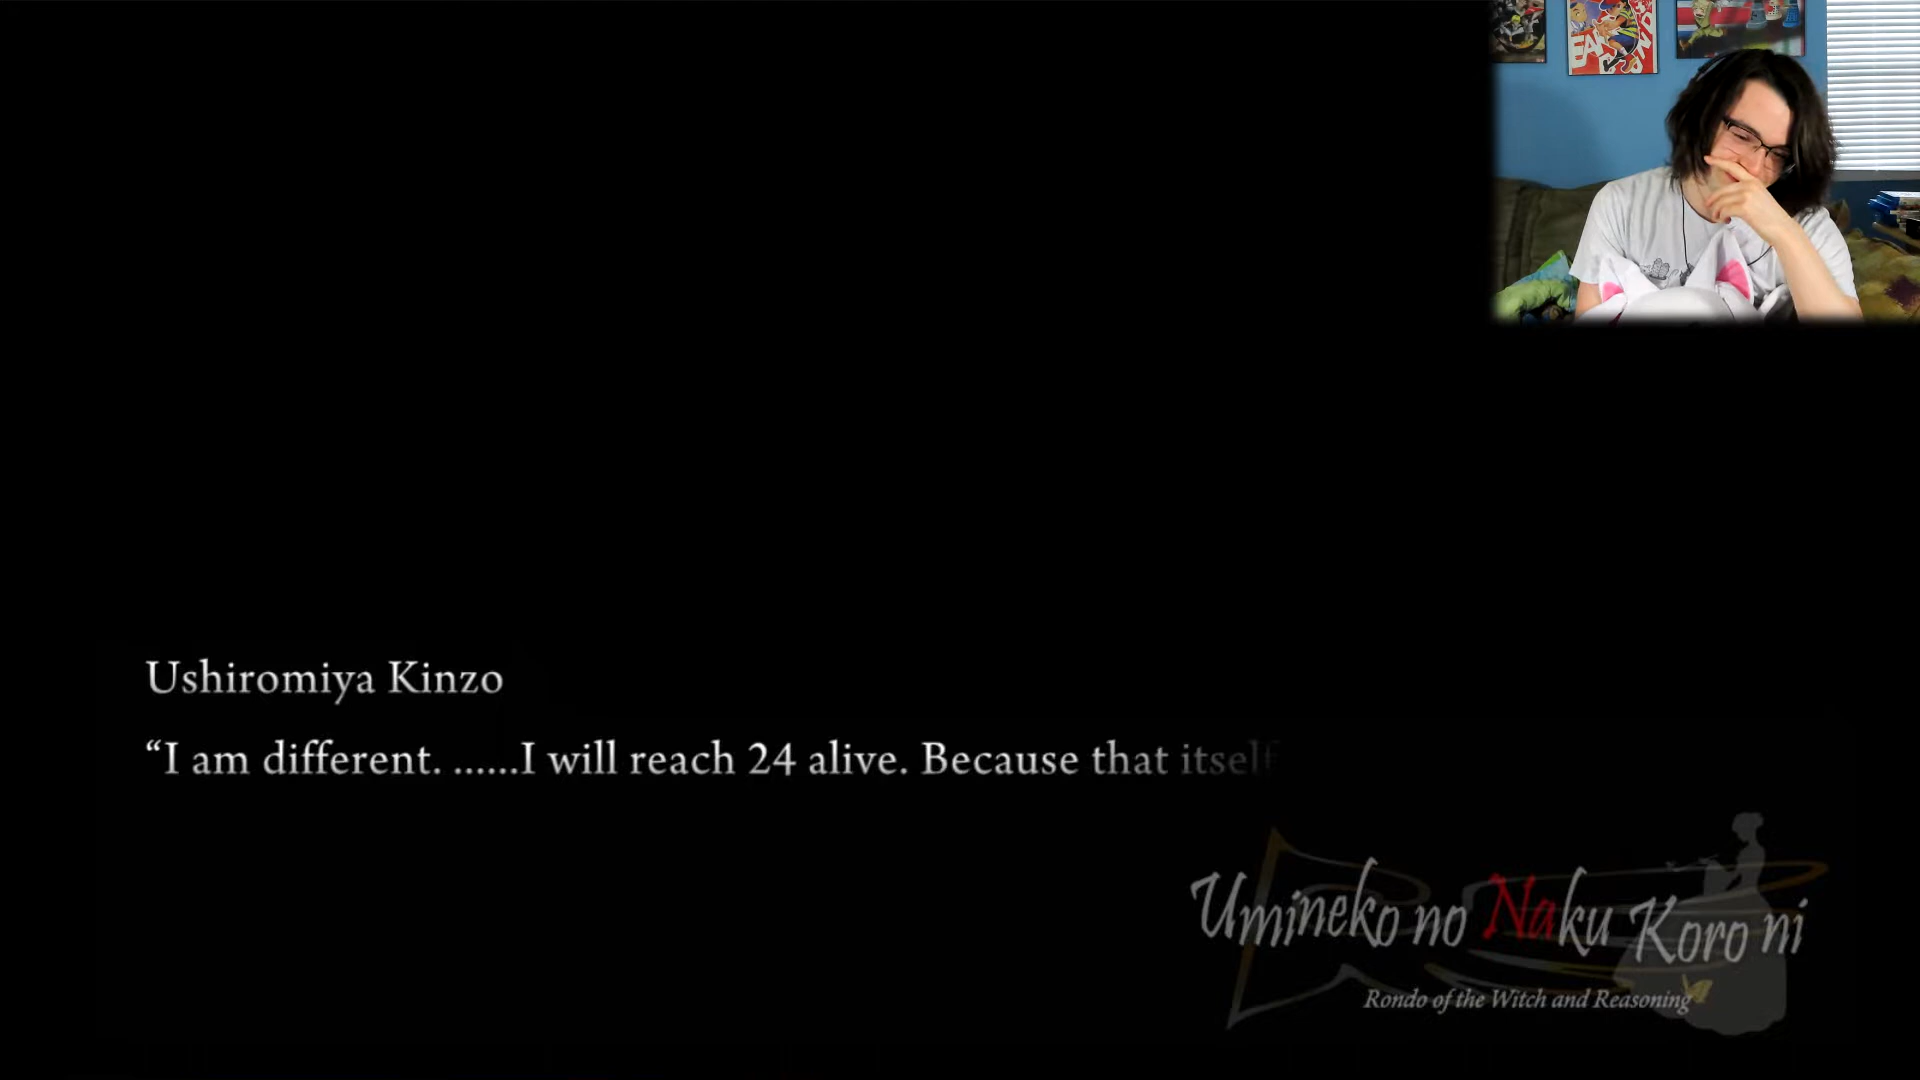 Ushiromiya Kinzo
“I am different. ......I will reach 24 alive. Because that itself
Umineko no Naku Koro ni
Rondo of the Witch and Reasoning